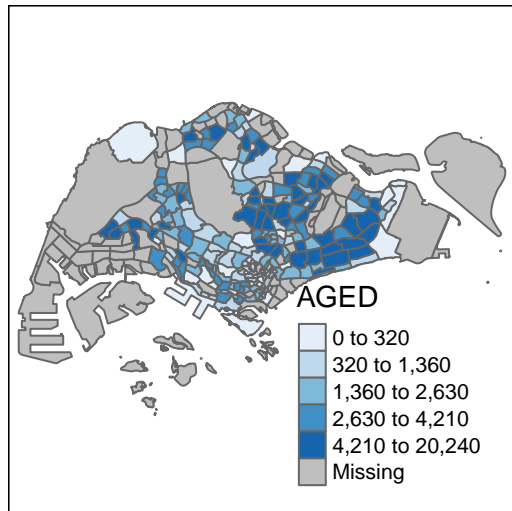 AGED
0 to 320
320 to 1,360
1,360 to 2,630
2,630 to 4,210
4,210 to 20,240
Missing